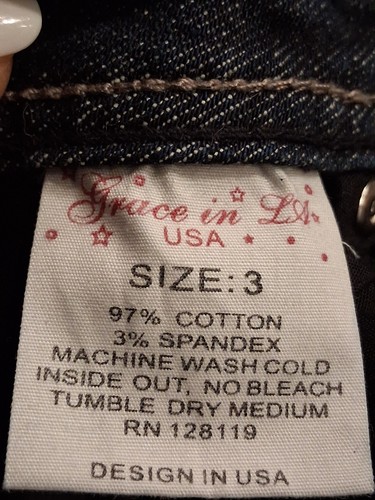 Grace in LA
USA
SIZE: 3
97% COTTON
3% SPANDEX
MACHINE WASH COLD
INSIDE OUT, NO BLEACH
TUMBLE DRY MEDIUM
RN 128119
DESIGN IN USA